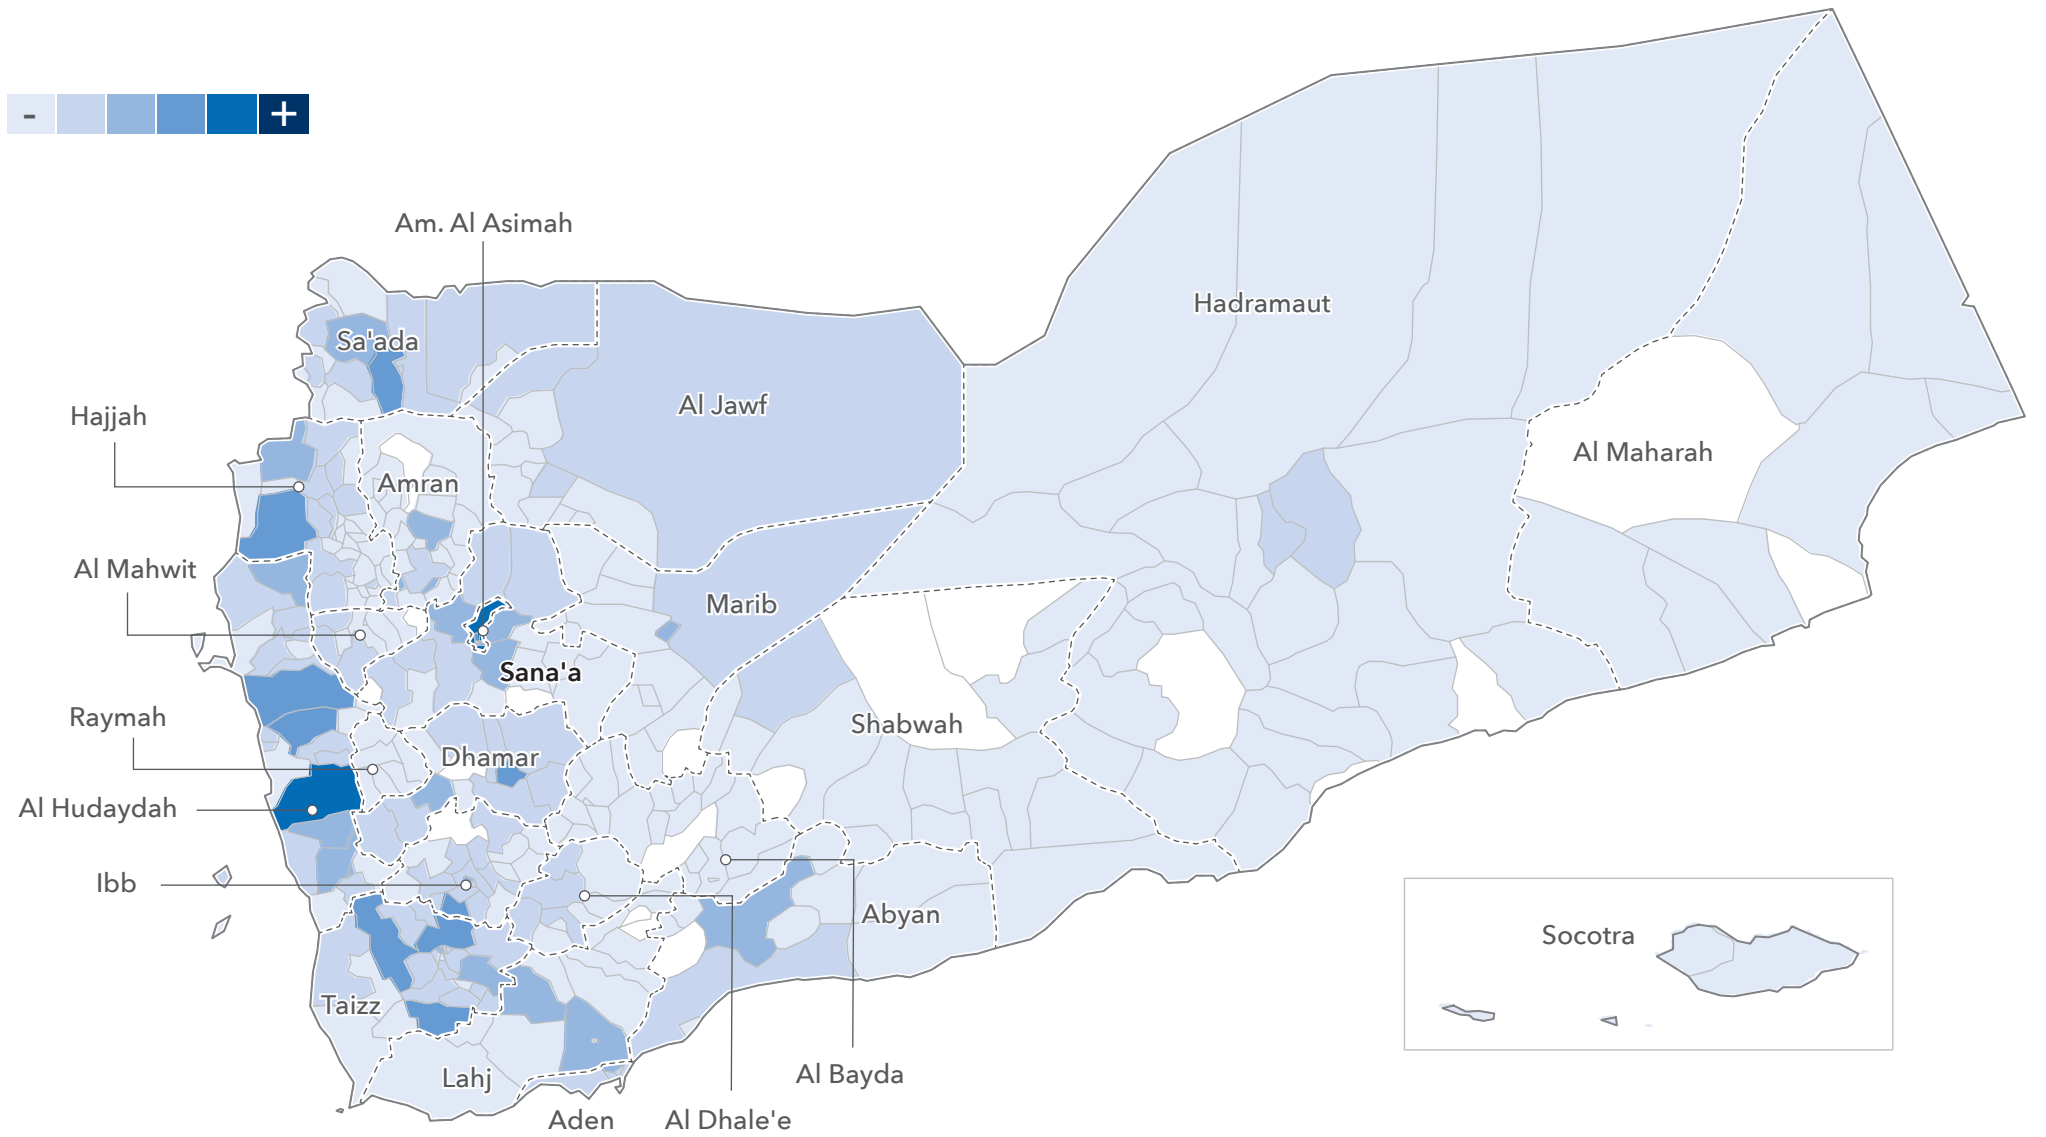 - +
Am. Al Asimah
Hadramaut
Sa'ada
Al Jawf
Hajjah
Al Maharah
Amran
Al Mahwit
Marib
Sana'a
Raymah
Shabwah
Dhamar
Al Hudaydah
Ibb
Abyan
Socotra
Taizz
Lahj
Al Bayda
Aden
Al Dhale'e